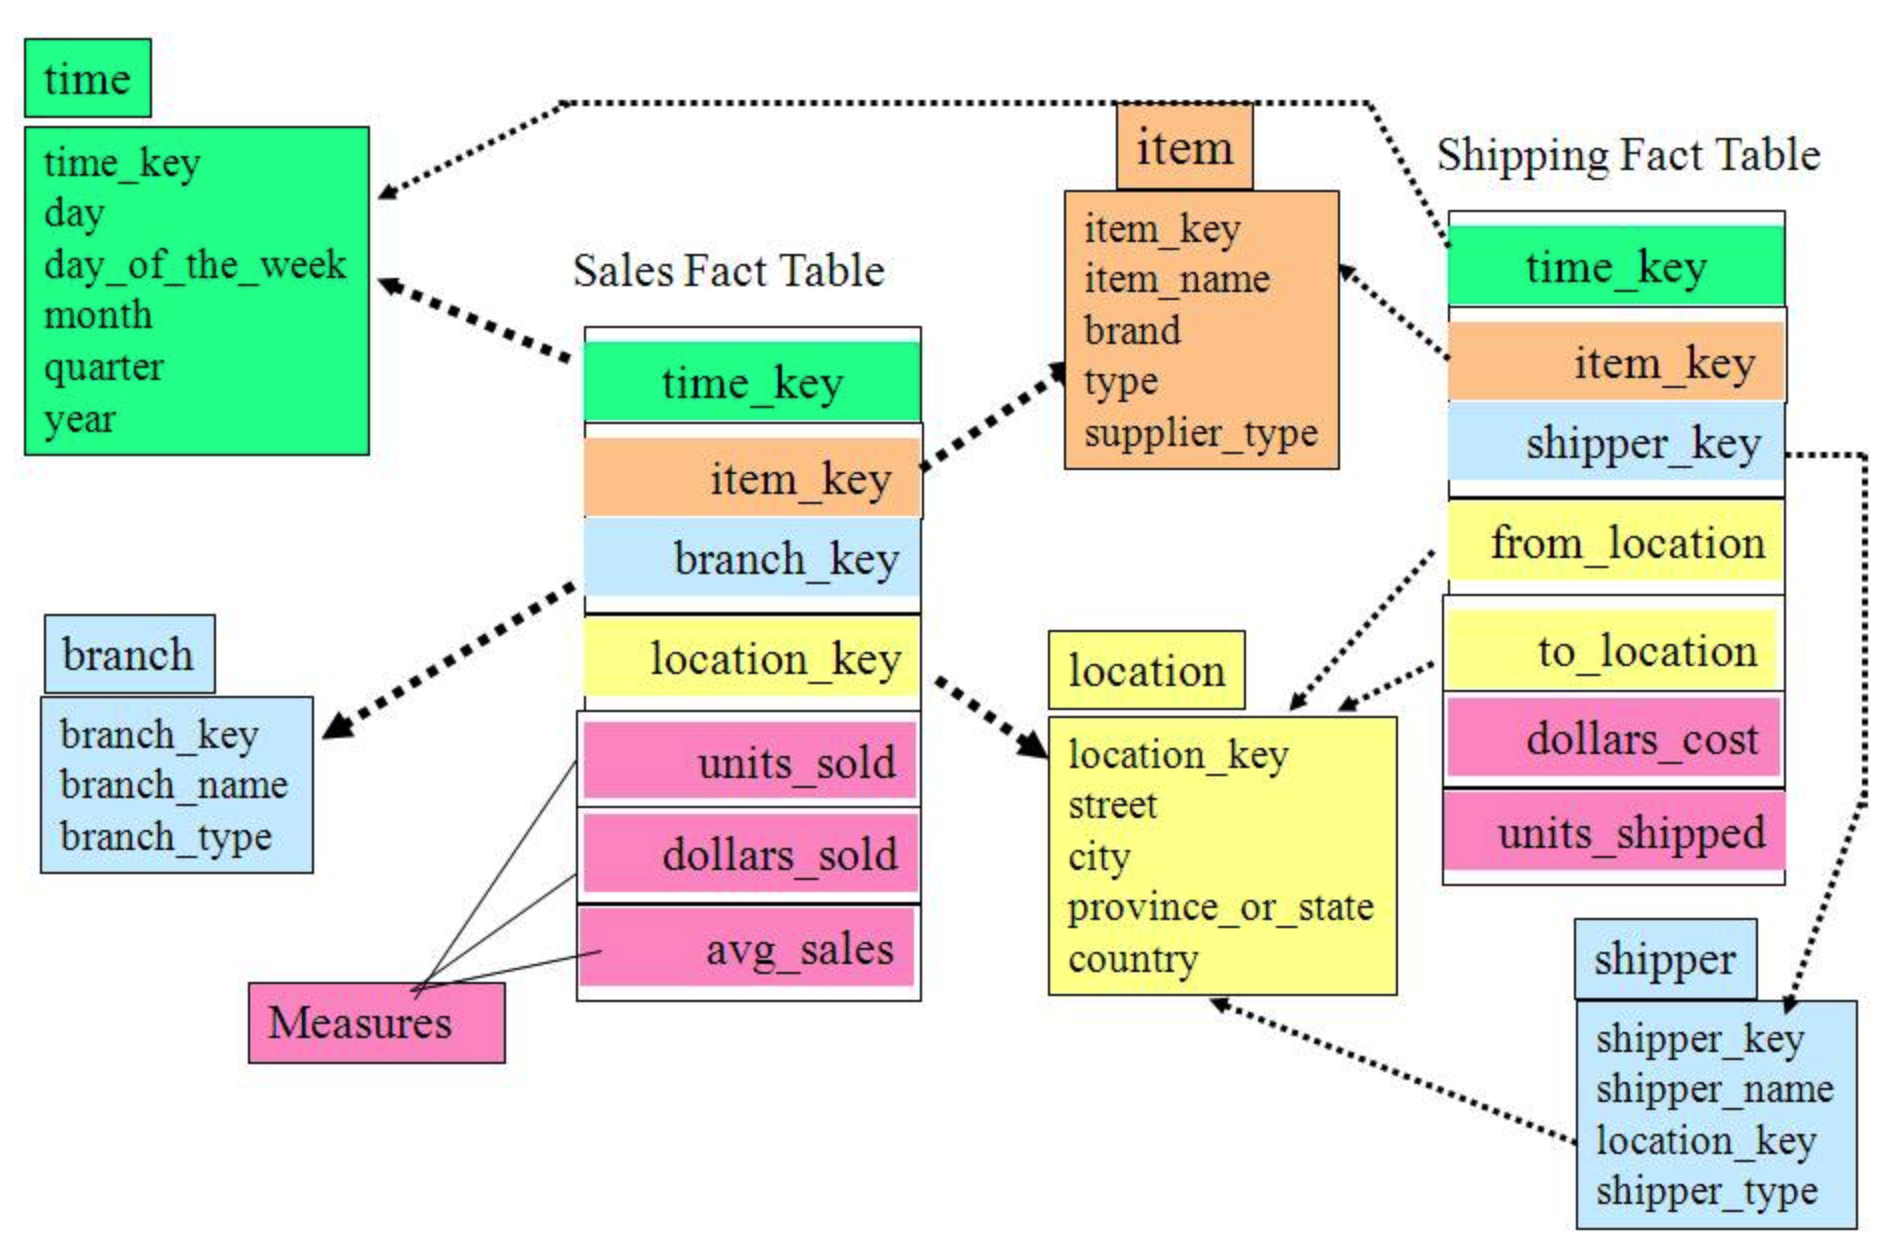 time
time_key
day
day_of_the_week
month
quarter
year
branch
branch_key
branch_name
branch_type
Measures
Sales Fact Table
time_key
item_key
branch_key
location_key
units_sold
dollars_sold
avg_sales
item
item_key
item_name
brand
type
supplier_type
location
location_key
street
city
province_or_state
country
Shipping Fact Table
time_key
item_key
shipper_key
from_location
to_location
dollars_cost
units_shipped
shipper
shipper_key
shipper_name
location_key
shipper_type